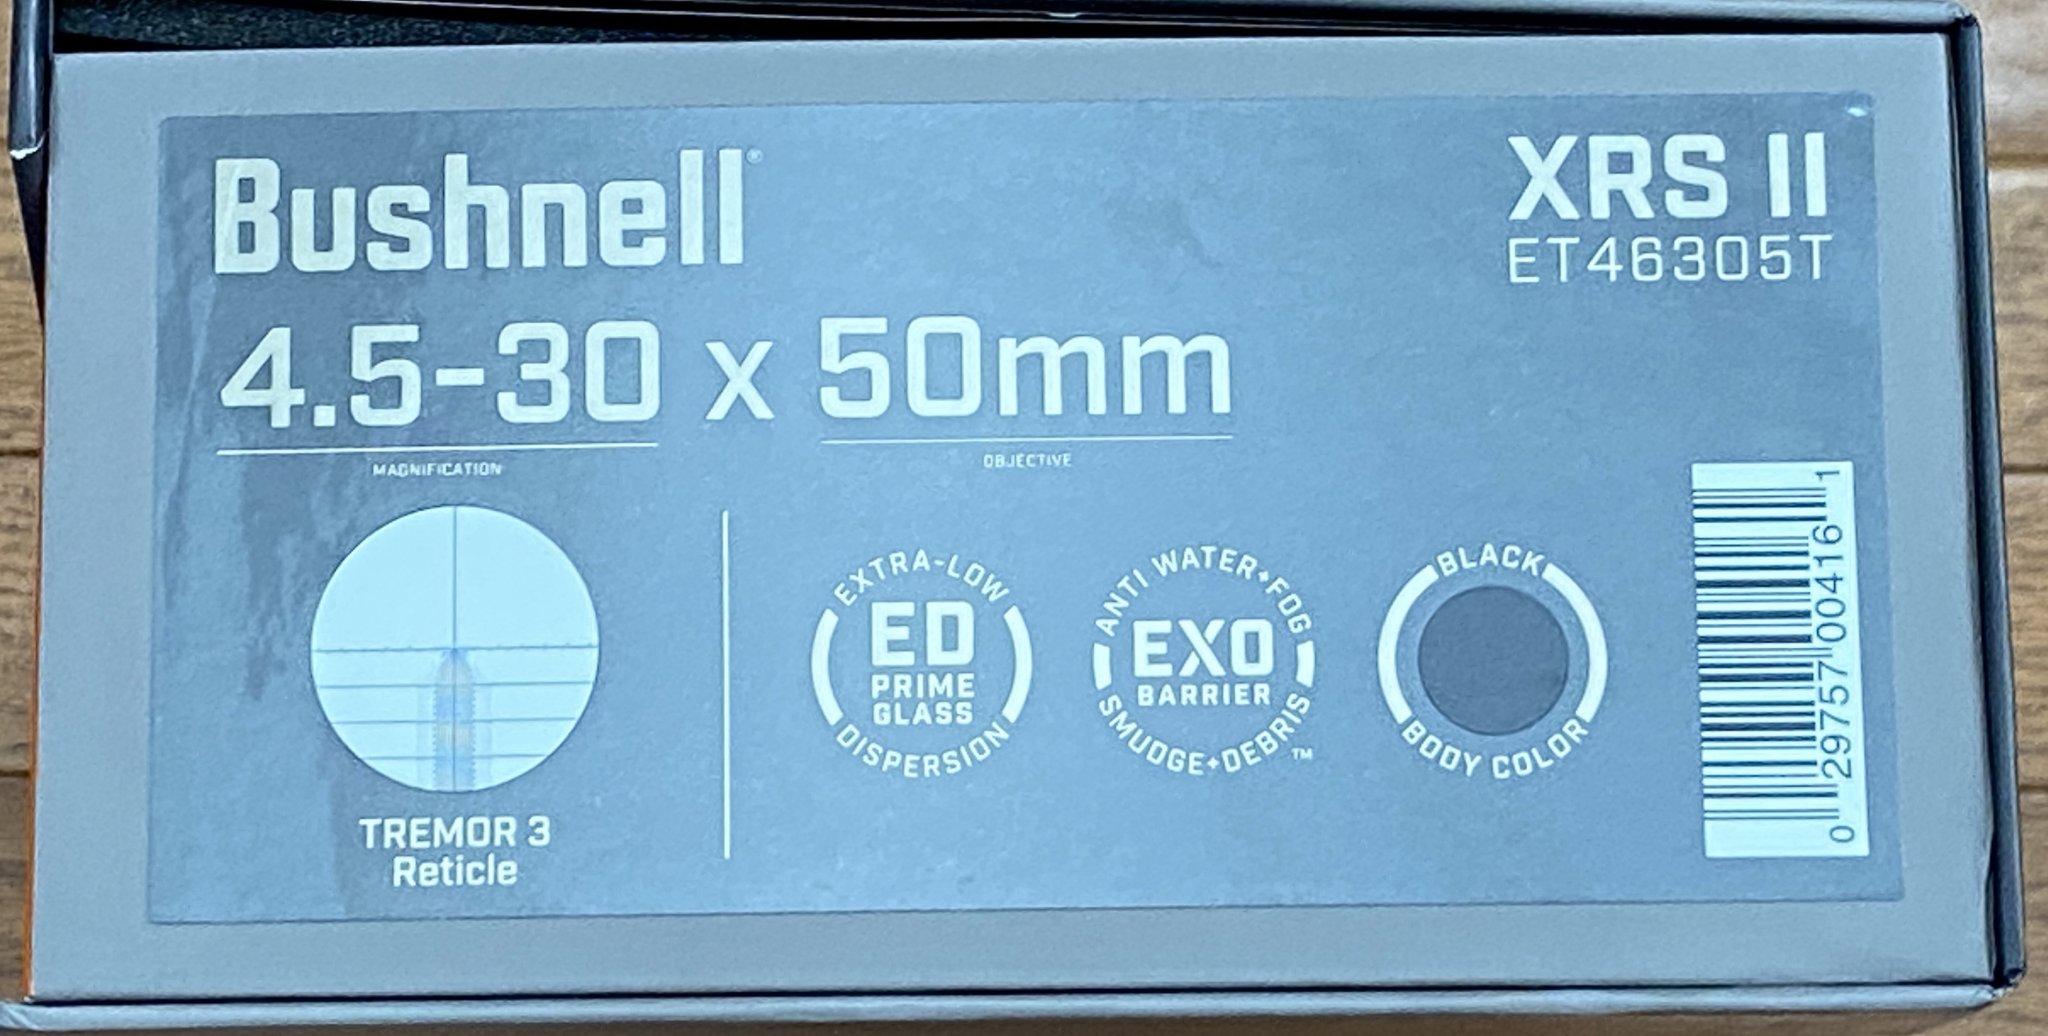 Bushnell®
XRS II
ET46305T
4.5-30 x 50mm
MAGNIFICATION
OBJECTIVE
TREMOR 3
Reticle
EXTRA-LOW
ED
PRIME
GLASS
DISPERSION
ANTI WATER+FOG
EXO
BARRIER
SMUDGE+DEBRIS™
BLACK
BODY COLOR
0 29757 00416 1